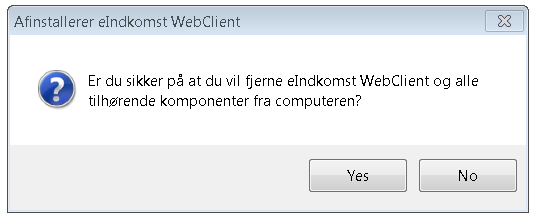 Afinstallerer eIndkomst WebClient
Er du sikker på at du vil fjerne eIndkomst WebClient og alle
tilhørende komponenter fra computeren?
Yes
No